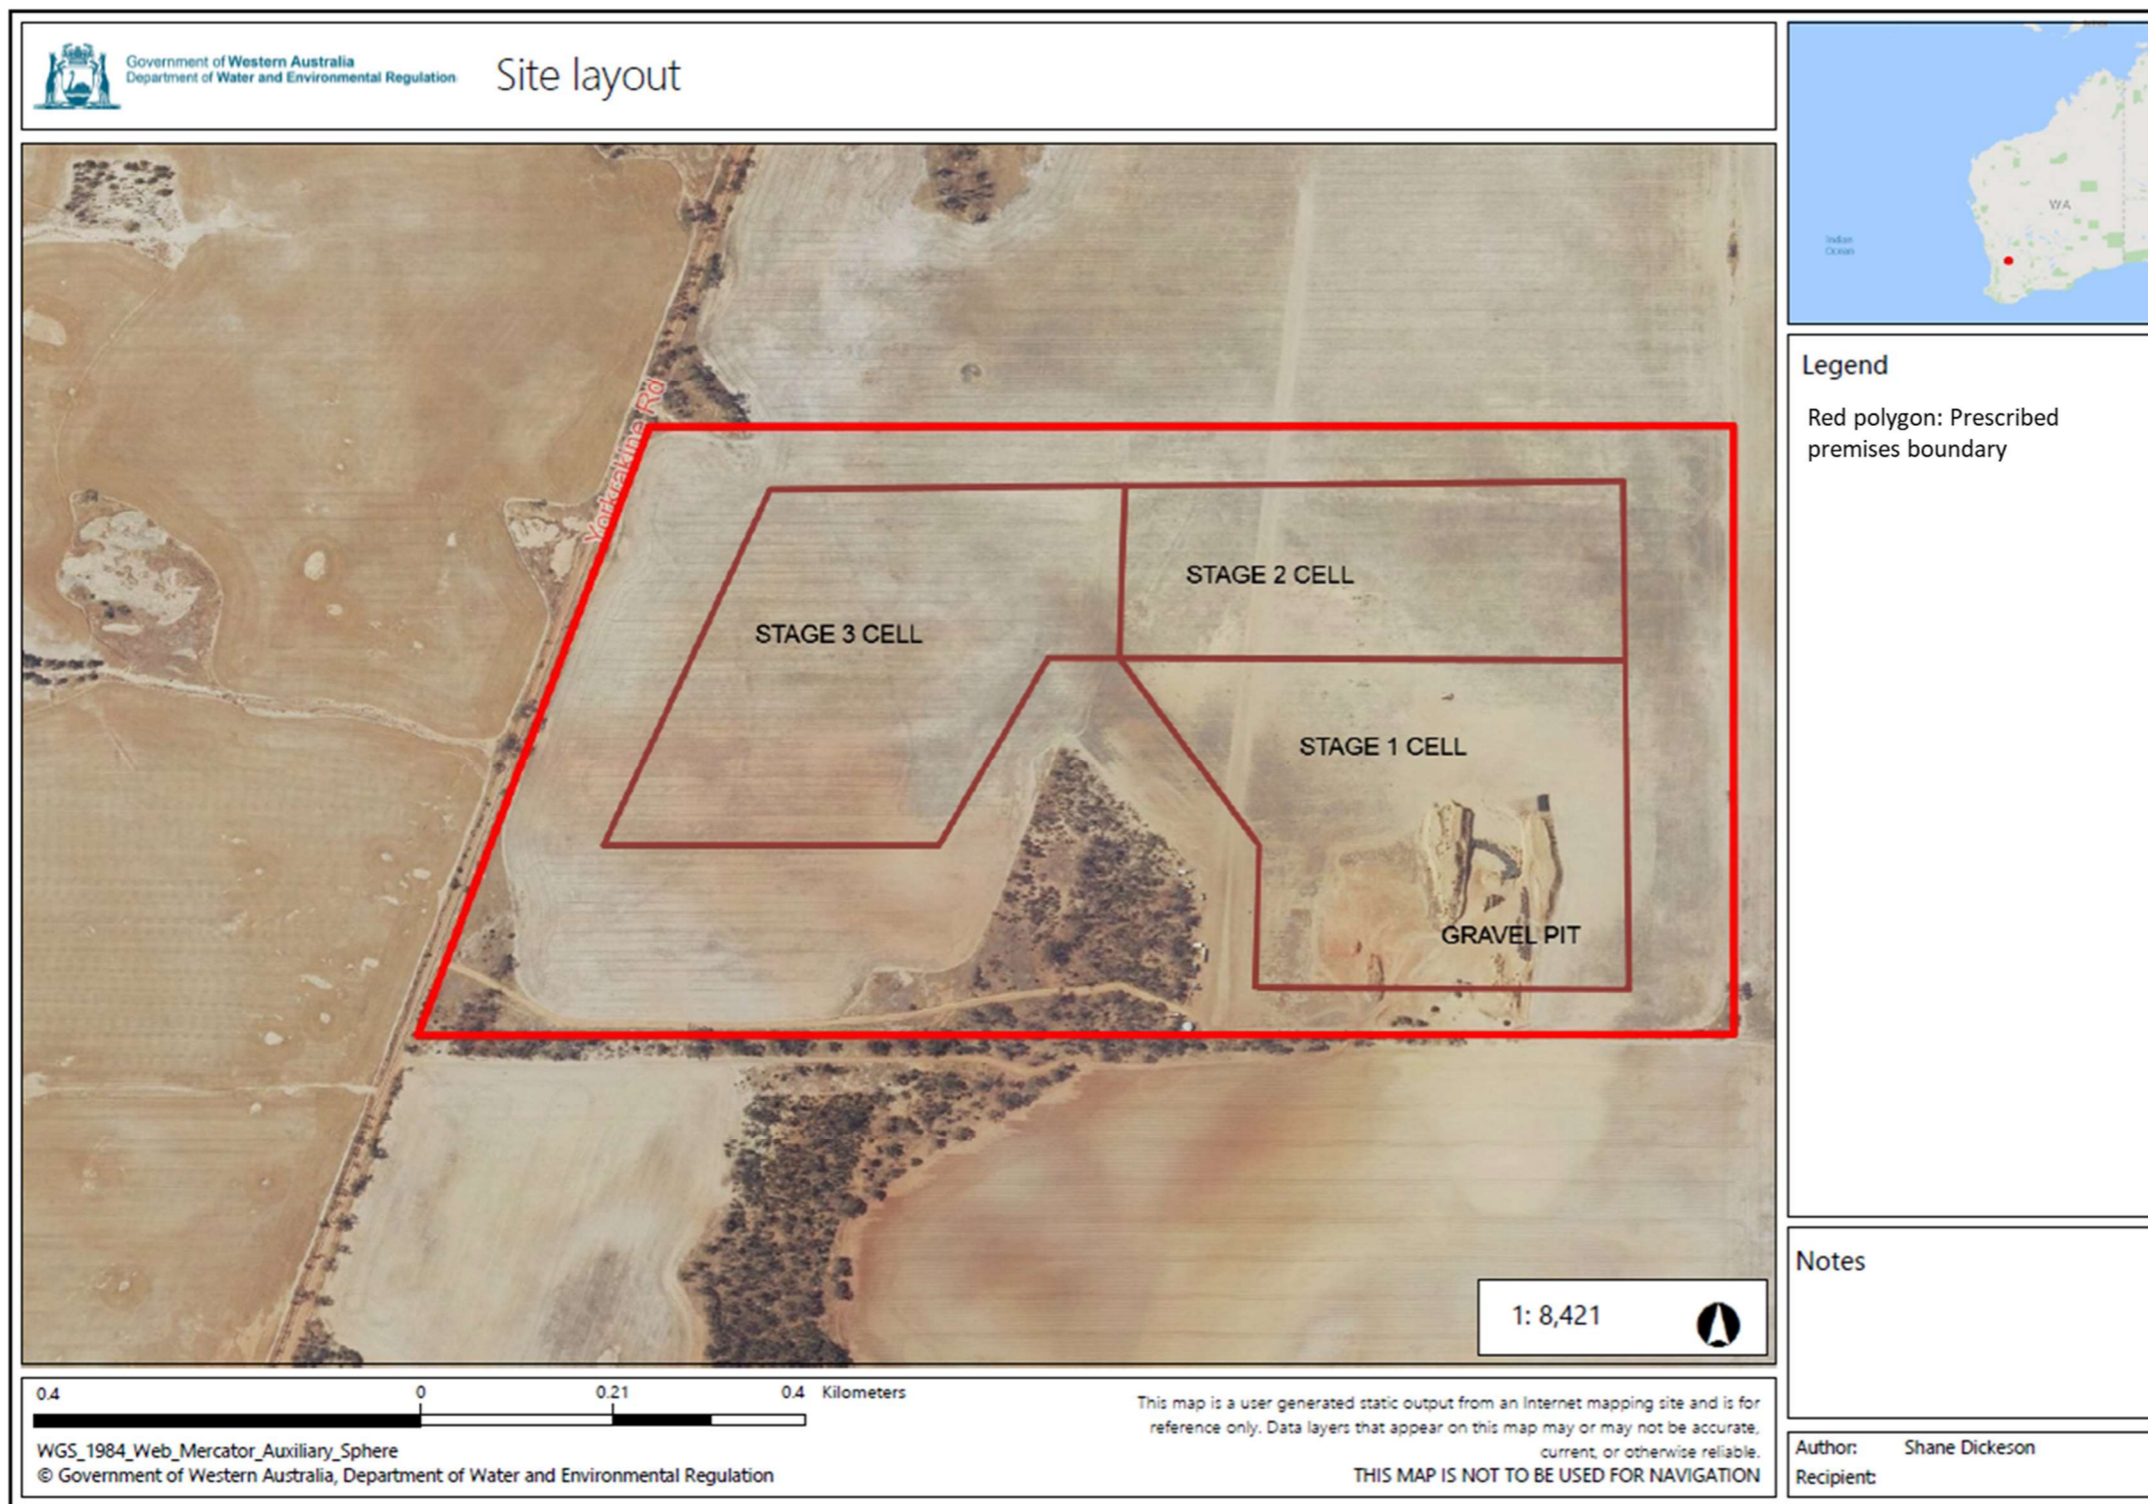 Government of Western Australia
Department of Water and Environmental Regulation
Site layout
Indian
Ocean
WA
Legend
Red polygon: Prescribed
premises boundary
Yorkrakine Rd
STAGE 2 CELL
STAGE 3 CELL
STAGE 1 CELL
GRAVEL PIT
1: 8,421
Notes
0.4
0
0.21
0.4
Kilometers
WGS_1984_Web_Mercator_Auxiliary_Sphere
© Government of Western Australia, Department of Water and Environmental Regulation
This map is a user generated static output from an Internet mapping site and is for
reference only. Data layers that appear on this map may or may not be accurate,
current, or otherwise reliable.
THIS MAP IS NOT TO BE USED FOR NAVIGATION
Author: Shane Dickeson
Recipient: